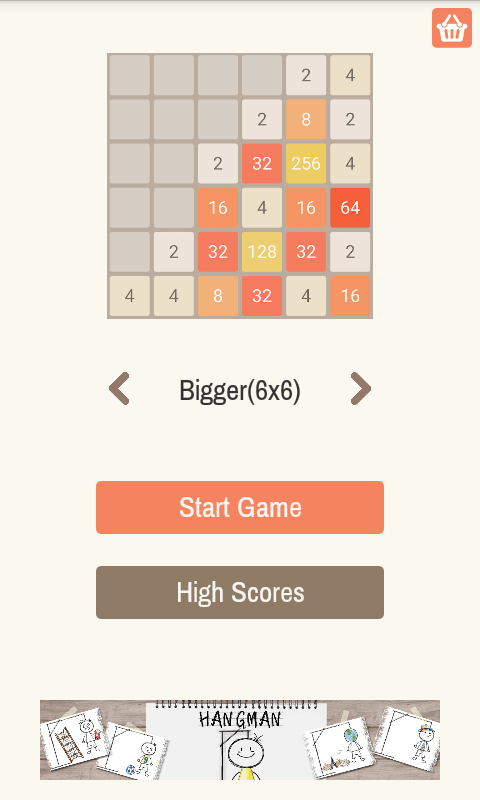 2 4
2 8 2
2 32 256 4
16 4 16 64
2 32 128 32 2
4 4 8 32 4 16
Bigger(6x6)
Start Game
High Scores
HANGMAN